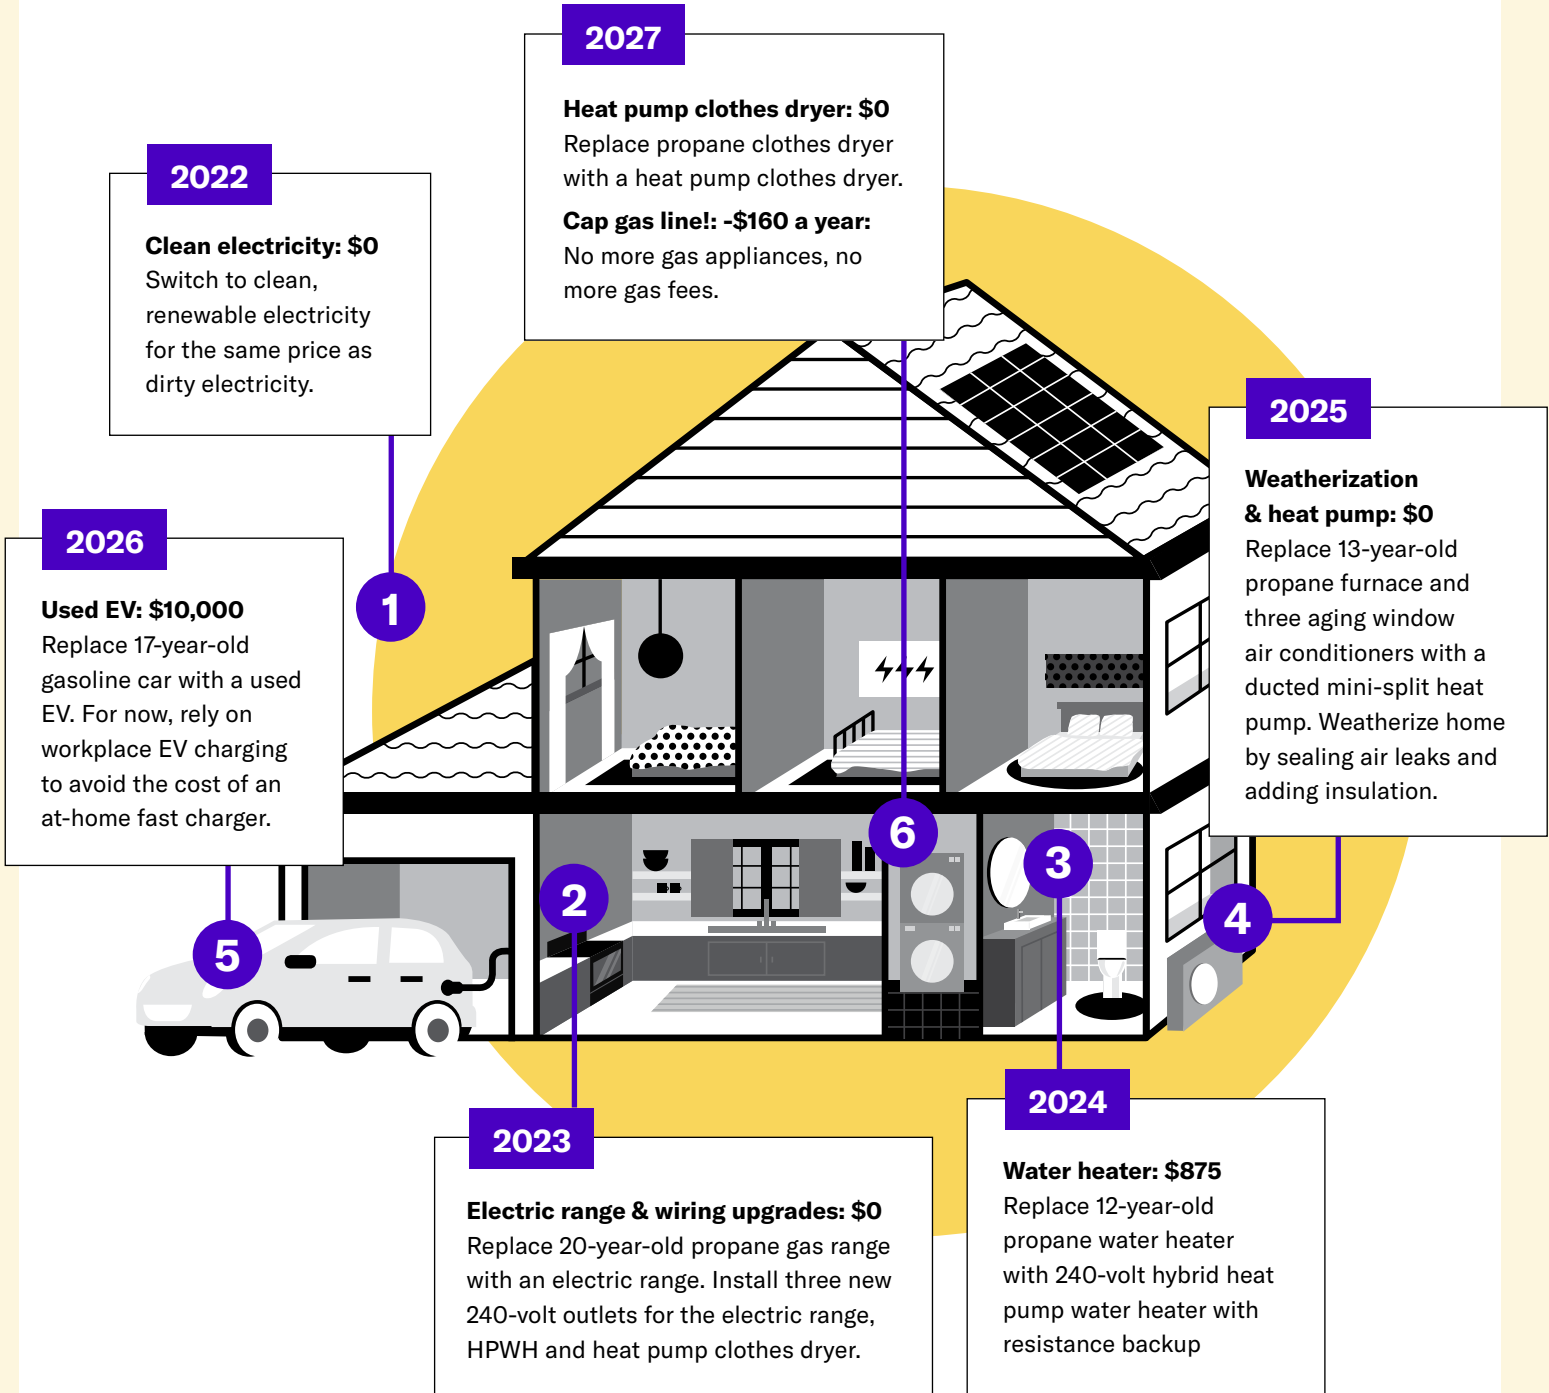 2027
Heat pump clothes dryer: $0
Replace propane clothes dryer
with a heat pump clothes dryer.
Cap gas line!: -$160 a year:
No more gas appliances, no
more gas fees.
2022
Clean electricity: $0
Switch to clean,
renewable electricity
for the same price as
dirty electricity.
2025
Weatherization
& heat pump: $0
Replace 13-year-old
propane furnace and
three aging window
air conditioners with a
ducted mini-split heat
pump. Weatherize home
by sealing air leaks and
adding insulation.
2026
Used EV: $10,000
Replace 17-year-old
gasoline car with a used
EV. For now, rely on
workplace EV charging
to avoid the cost of an
at-home fast charger.
1
6
3
2
4
5
2023
Electric range & wiring upgrades: $0
Replace 20-year-old propane gas range
with an electric range. Install three new
240-volt outlets for the electric range,
HPWH and heat pump clothes dryer.
2024
Water heater: $875
Replace 12-year-old
propane water heater
with 240-volt hybrid heat
pump water heater with
resistance backup